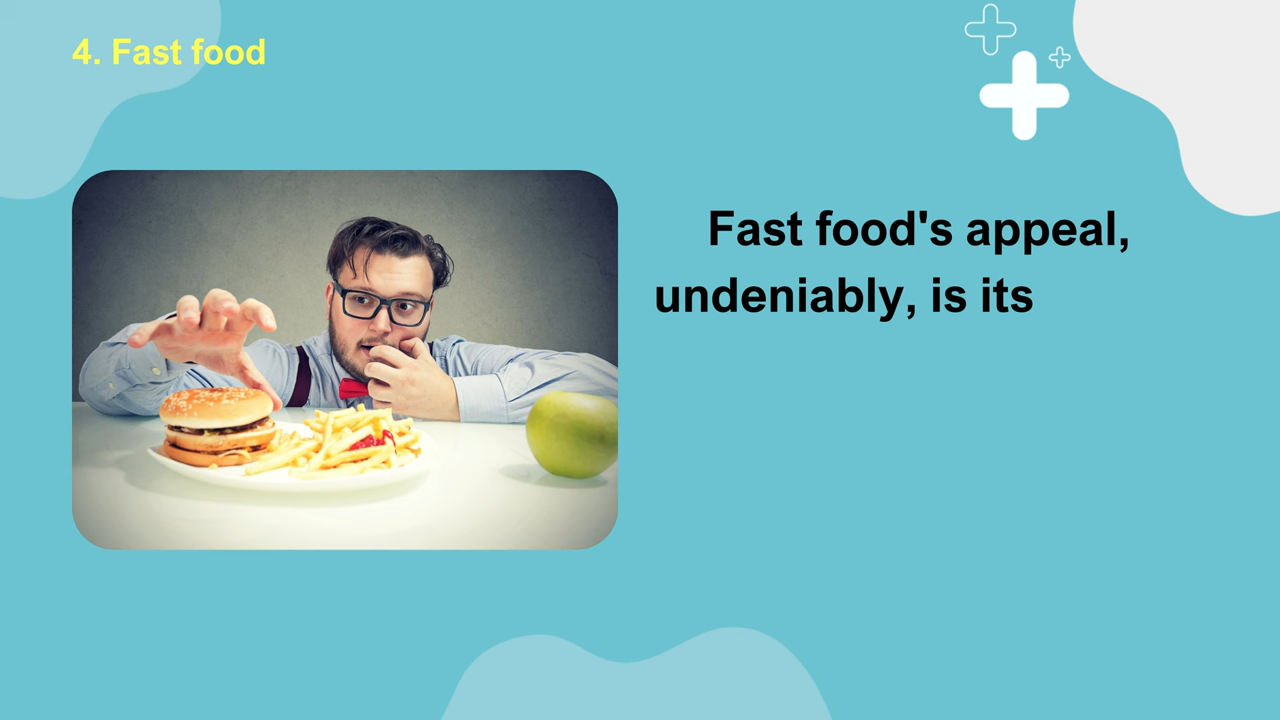 4. Fast food
Fast food's appeal,
undeniably, is its